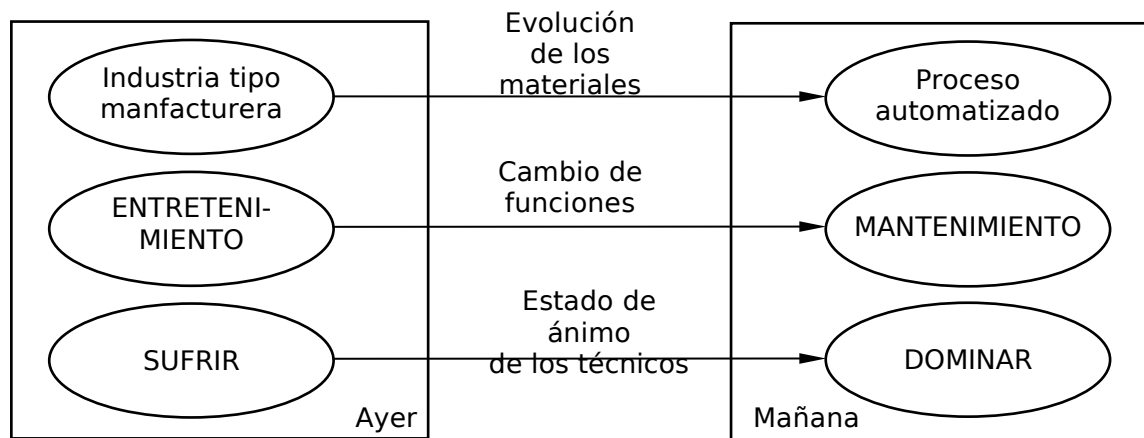 Evolución
de los
materiales
Industria tipo
manfacturera
Proceso
automatizado
Cambio de
funciones
ENTRETENI-
MIENTO
MANTENIMIENTO
Estado de
ánimo
de los técnicos
SUFRIR
DOMINAR
Ayer
Mañana